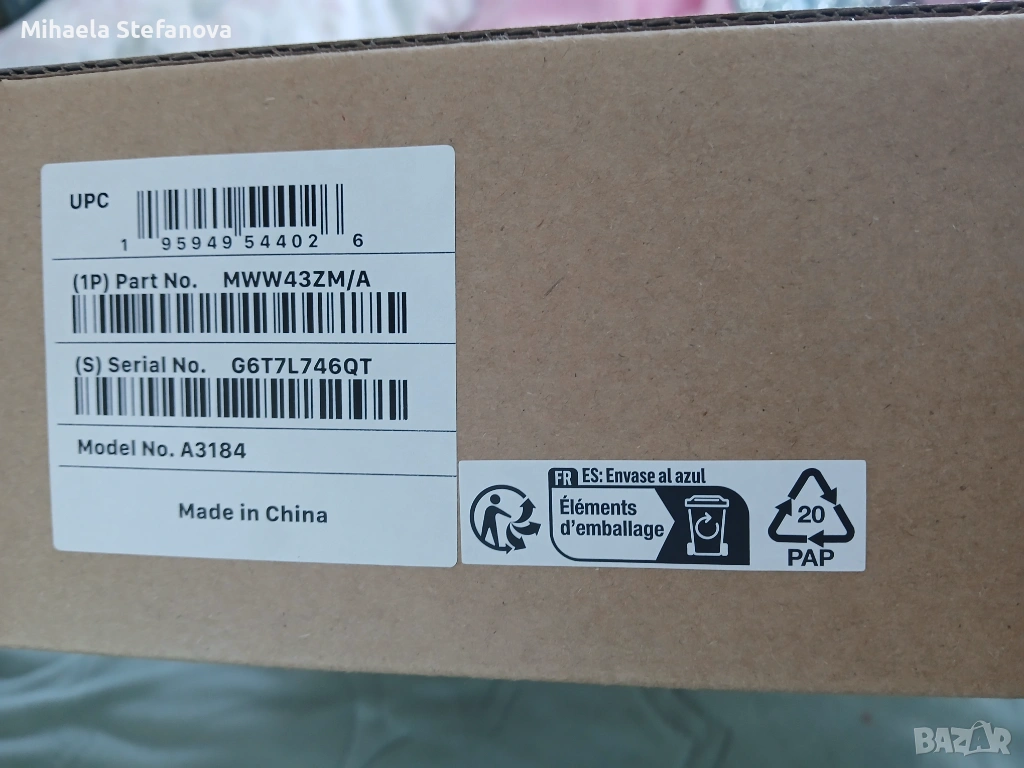 Mihaela Stefanova
UPC
1 95949 54402 6
(1P) Part No. MWW43ZM/A
(S) Serial No. G6T7L746QT
Model No. A3184
Made in China
FR ES: Envase al azul
Éléments
d'emballage
20
PAP
BAZAR